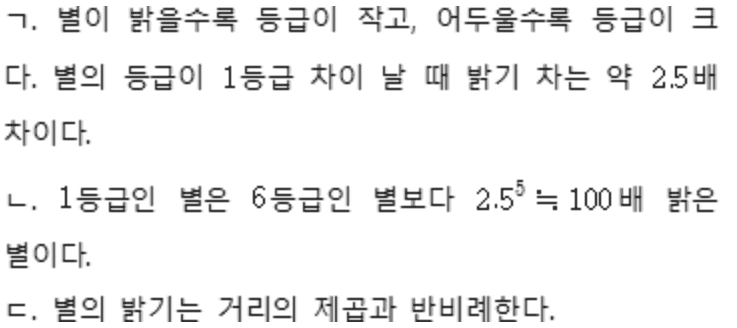 ㄱ. 별이 밝을수록 등급이 작고, 어두울수록 등급이 크
다. 별의 등급이 1등급 차이 날 때 밝기 차는 약 2.5배
차이다.
ㄴ. 1등급인 별은 6등급인 별보다 2.5⁵ ≒ 100배 밝은
별이다.
ㄷ. 별의 밝기는 거리의 제곱과 반비례한다.